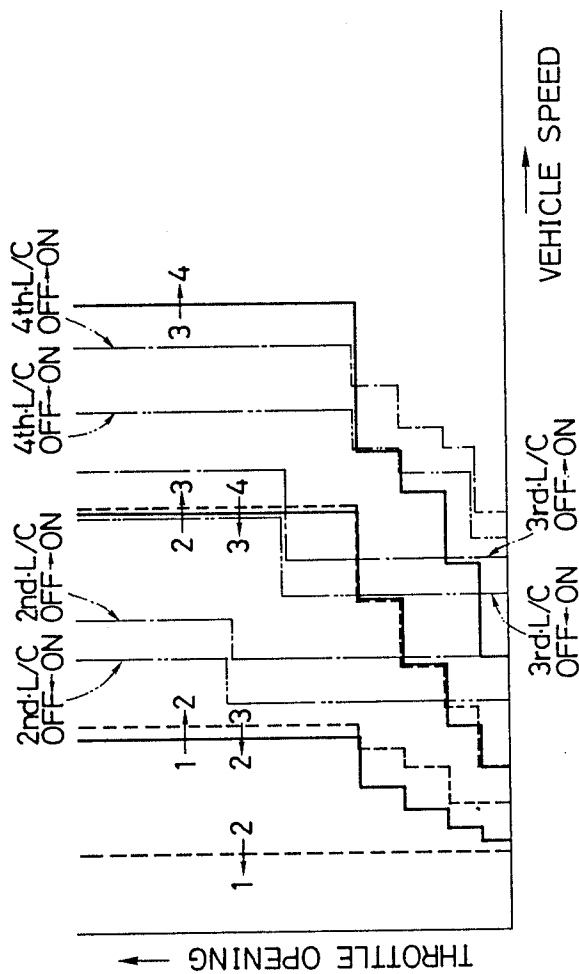 2nd·L/C
OFF←ON
2nd·L/C
OFF→ON
4th·L/C
OFF←ON
4th·L/C
OFF→ON
1→2
2→3
3→4
2←3
3←4
1←2
3rd·L/C
OFF←ON
3rd·L/C
OFF→ON
THROTTLE OPENING →
→
VEHICLE SPEED